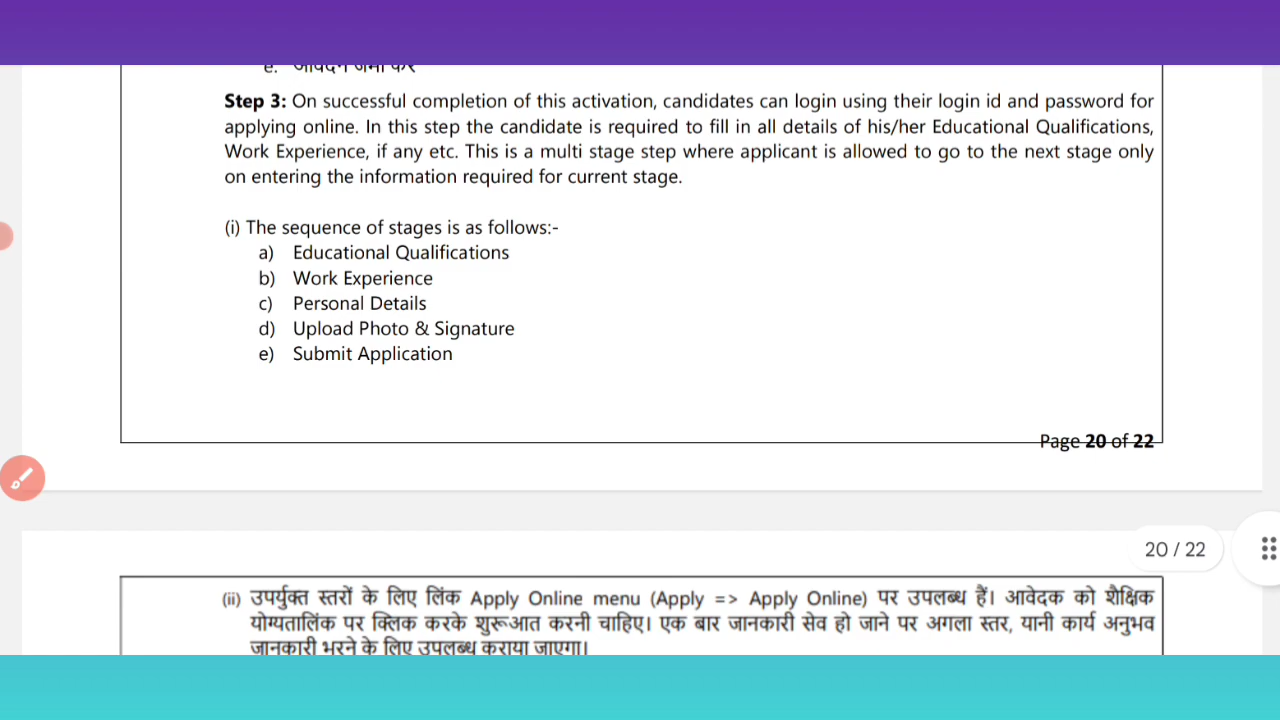 e. आवेदन जमा करें
Step 3: On successful completion of this activation, candidates can login using their login id and password for
applying online. In this step the candidate is required to fill in all details of his/her Educational Qualifications,
Work Experience, if any etc. This is a multi stage step where applicant is allowed to go to the next stage only
on entering the information required for current stage.
(i) The sequence of stages is as follows:-
a) Educational Qualifications
b) Work Experience
c) Personal Details
d) Upload Photo & Signature
e) Submit Application
Page 20 of 22
20 / 22
(ii) उपर्युक्त स्तरों के लिए लिंक Apply Online menu (Apply => Apply Online) पर उपलब्ध हैं। आवेदक को शैक्षिक
योग्यतालिंक पर क्लिक करके शुरूआत करनी चाहिए। एक बार जानकारी सेव हो जाने पर अगला स्तर, यानी कार्य अनुभव
जानकारी भरने के लिए उपलब्ध कराया जाएगा।